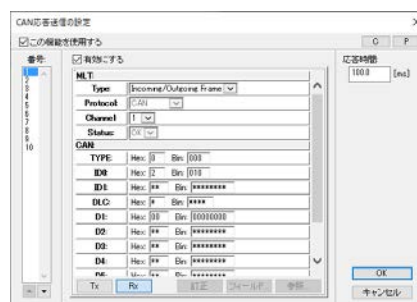 CAN応答送信の設定
この機能を使用する
G P
番号
有効にする
応答時間
1
2
3
4
5
6
7
8
9
10
MLT:
Type Incoming/Outgoing Frame
Protocol: CAN
Channel 1
Status: OK
CAN:
TYPE: Hex: 0 Bin: 000
ID0: Hex: 2 Bin: 010
ID1: Hex: ** Bin: ********
DLC: Hex: * Bin: ****
D1: Hex: 00 Bin: 00000000
D2: Hex: ** Bin: ********
D3: Hex: ** Bin: ********
D4: Hex: ** Bin: ********
D5: Hex: ** Bin: ********
Tx Rx 訂正 フィールド 参照...
100.0 [ms]
OK
キャンセル